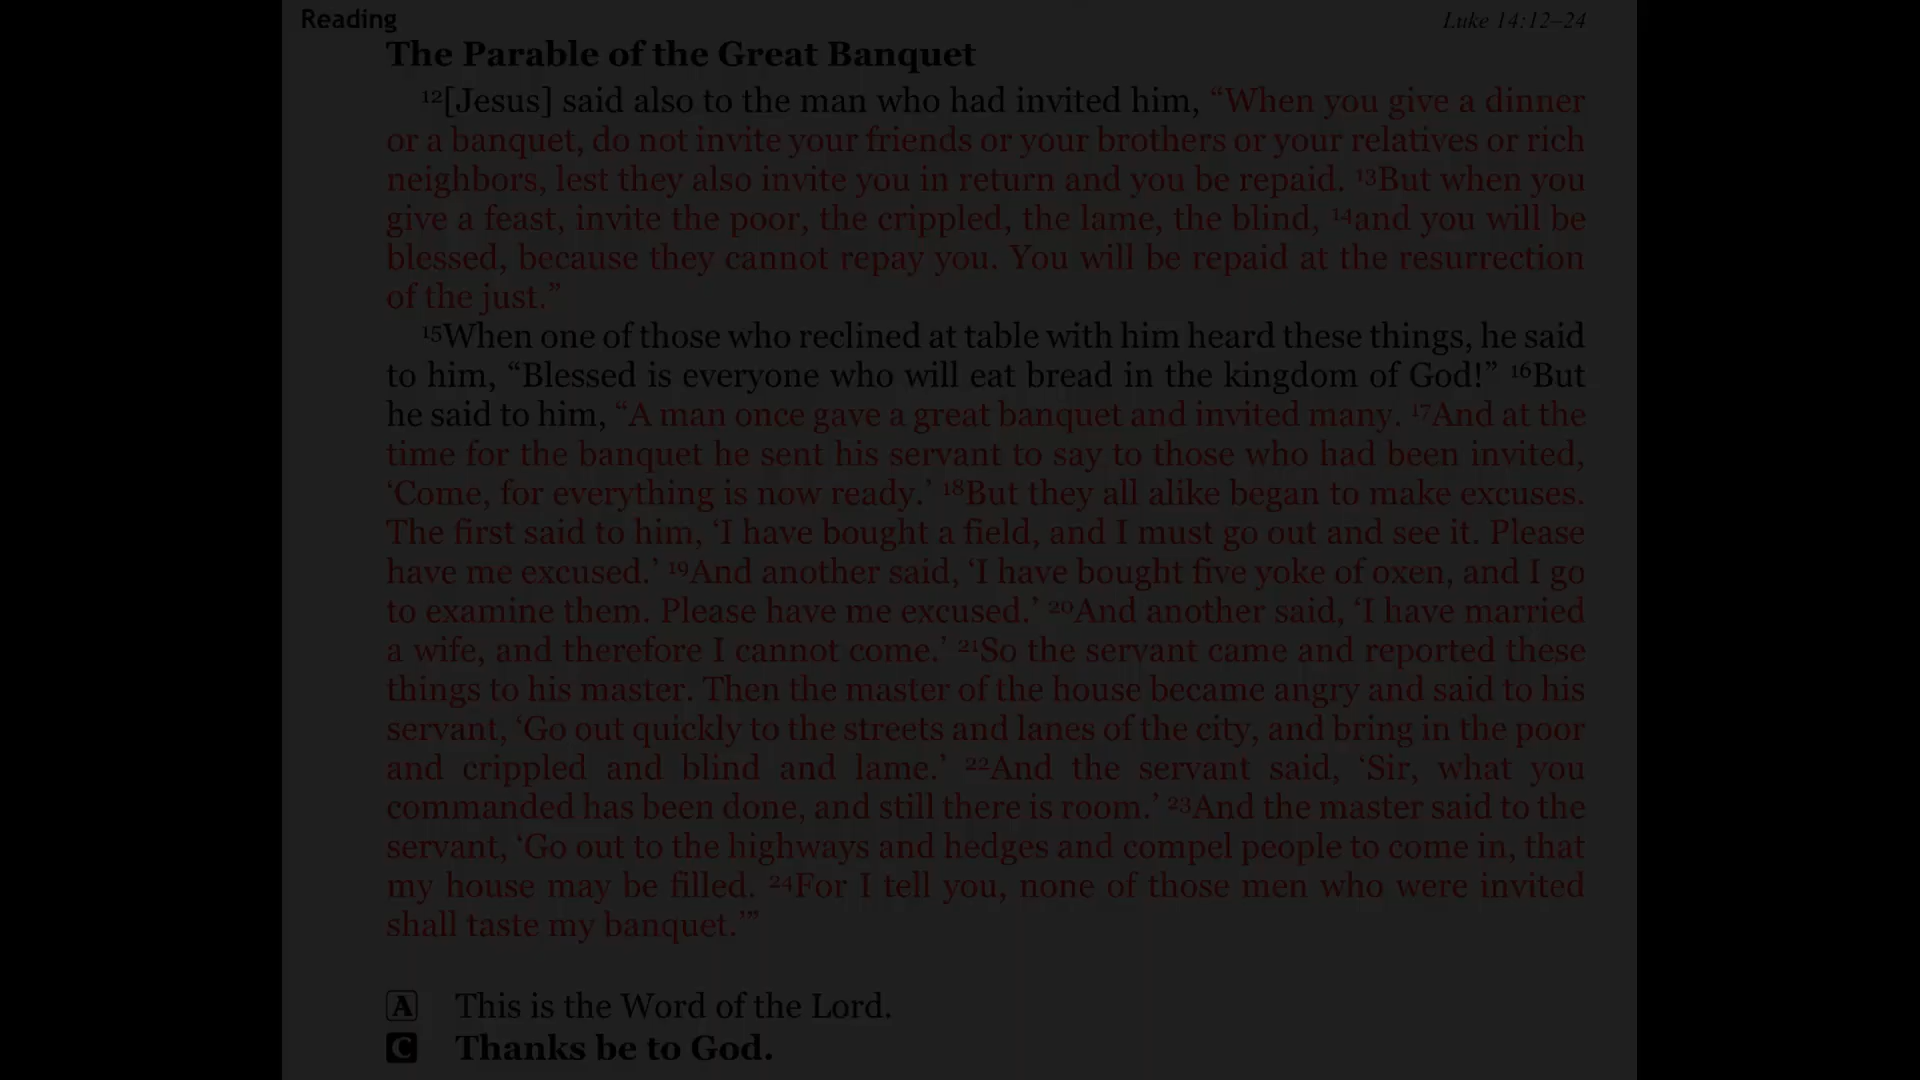 Reading
Luke 14:12–24
The Parable of the Great Banquet
¹²[Jesus] said also to the man who had invited him, “When you give a dinner
or a banquet, do not invite your friends or your brothers or your relatives or rich
neighbors, lest they also invite you in return and you be repaid. ¹³But when you
give a feast, invite the poor, the crippled, the lame, the blind, ¹⁴and you will be
blessed, because they cannot repay you. You will be repaid at the resurrection
of the just.”
¹⁵When one of those who reclined at table with him heard these things, he said
to him, “Blessed is everyone who will eat bread in the kingdom of God!” ¹⁶But
he said to him, “A man once gave a great banquet and invited many. ¹⁷And at the
time for the banquet he sent his servant to say to those who had been invited,
‘Come, for everything is now ready.’ ¹⁸But they all alike began to make excuses.
The first said to him, ‘I have bought a field, and I must go out and see it. Please
have me excused.’ ¹⁹And another said, ‘I have bought five yoke of oxen, and I go
to examine them. Please have me excused.’ ²⁰And another said, ‘I have married
a wife, and therefore I cannot come.’ ²¹So the servant came and reported these
things to his master. Then the master of the house became angry and said to his
servant, ‘Go out quickly to the streets and lanes of the city, and bring in the poor
and crippled and blind and lame.’ ²²And the servant said, ‘Sir, what you
commanded has been done, and still there is room.’ ²³And the master said to the
servant, ‘Go out to the highways and hedges and compel people to come in, that
my house may be filled. ²⁴For I tell you, none of those men who were invited
shall taste my banquet.’”
A This is the Word of the Lord.
C Thanks be to God.